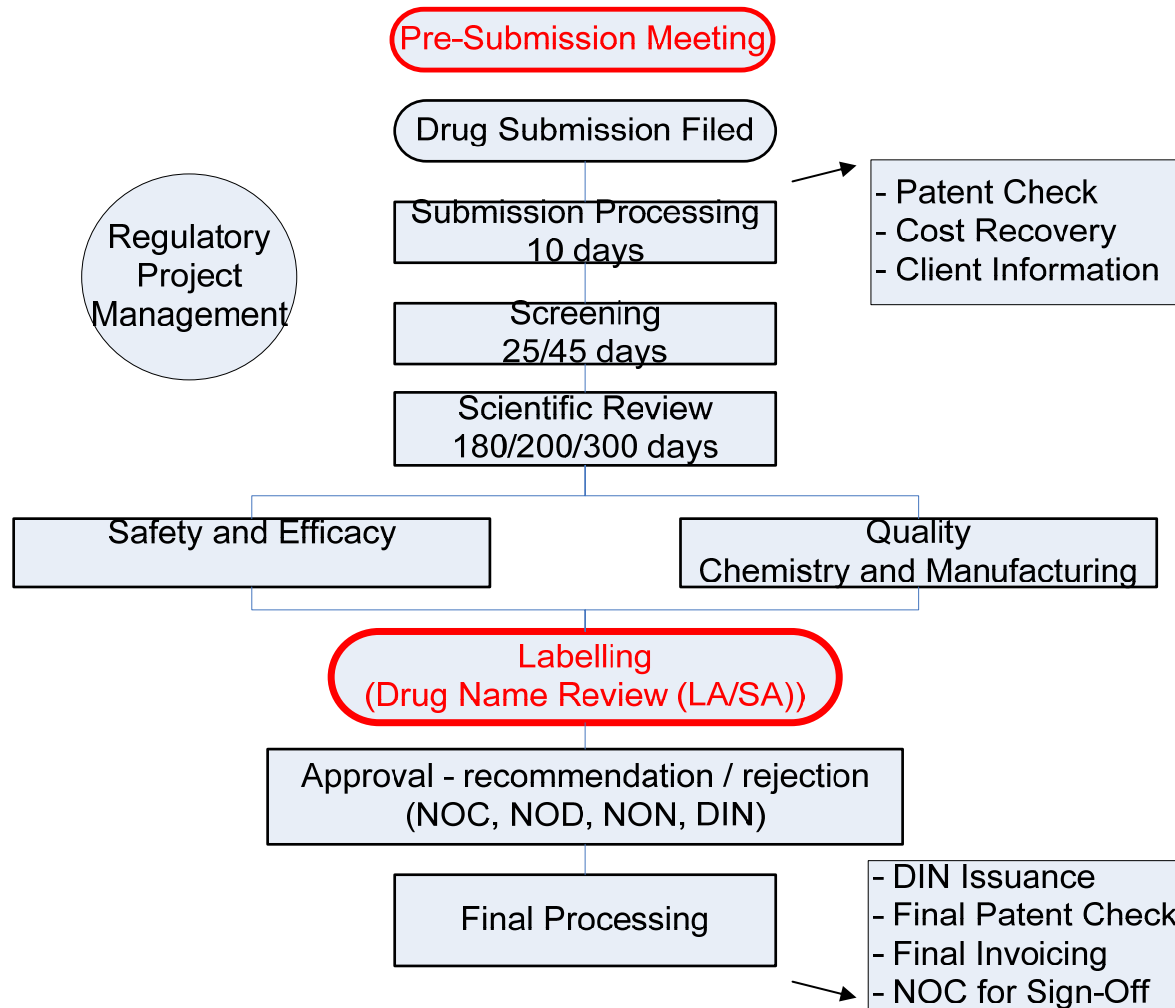 Pre-Submission Meeting
Drug Submission Filed
Submission Processing
10 days
- Patent Check
- Cost Recovery
- Client Information
Regulatory
Project
Management
Screening
25/45 days
Scientific Review
180/200/300 days
Safety and Efficacy
Quality
Chemistry and Manufacturing
Labelling
(Drug Name Review (LA/SA))
Approval - recommendation / rejection
(NOC, NOD, NON, DIN)
Final Processing
- DIN Issuance
- Final Patent Check
- Final Invoicing
- NOC for Sign-Off